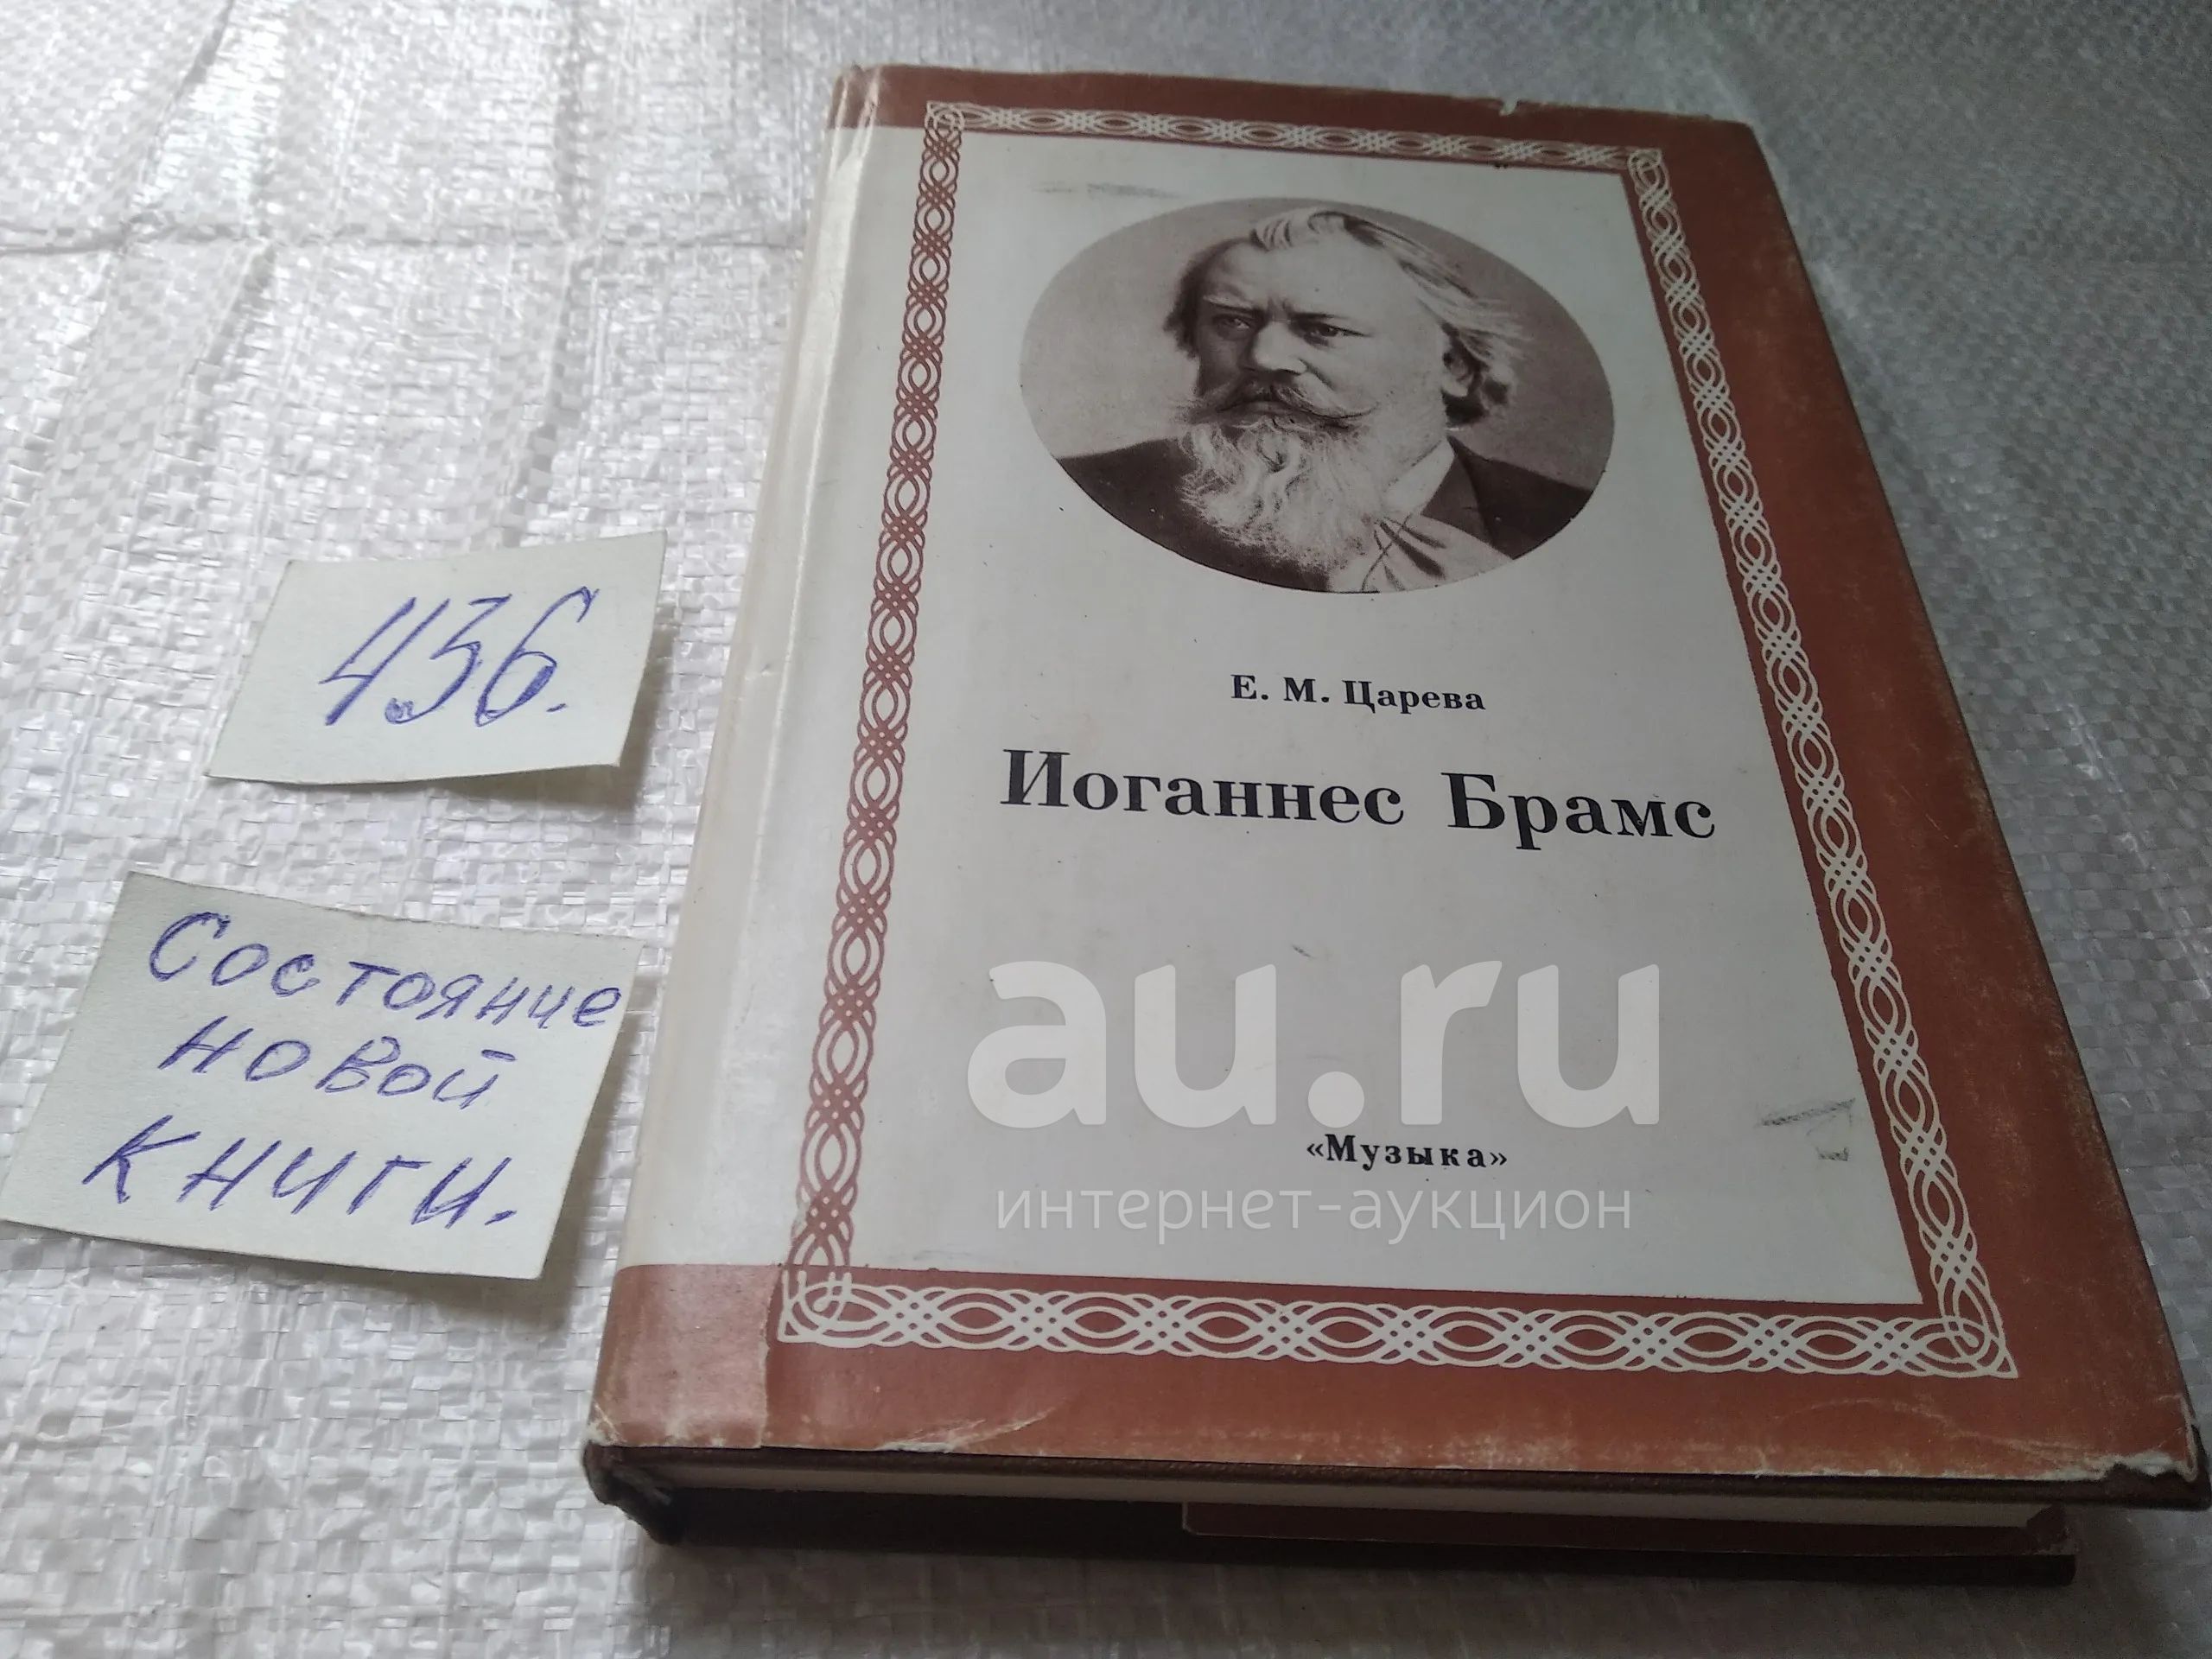 436.
Состояние
новой
книги.
Е. М. Царева
Иоганнес Брамс
au.ru
«Музыка»
интернет-аукцион